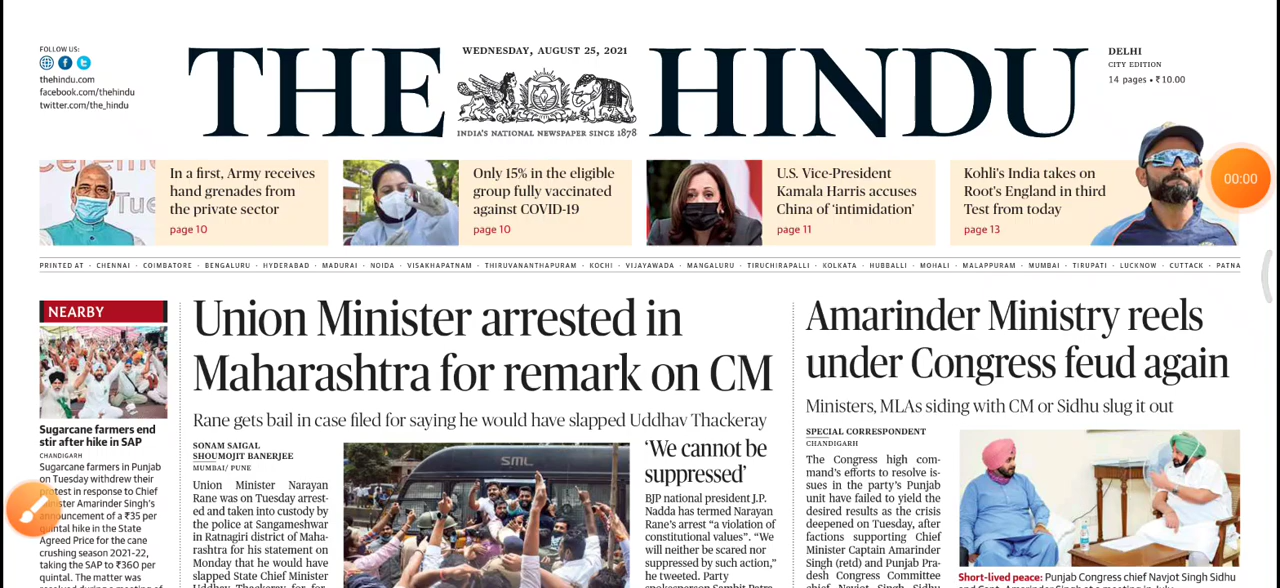 FOLLOW US:
thehindu.com
facebook.com/thehindu
twitter.com/the_hindu
THE HINDU
WEDNESDAY, AUGUST 25, 2021
INDIA'S NATIONAL NEWSPAPER SINCE 1878
DELHI
CITY EDITION
14 pages • ₹10.00
In a first, Army receives
hand grenades from
the private sector
page 10
Only 15% in the eligible
group fully vaccinated
against COVID-19
page 10
U.S. Vice-President
Kamala Harris accuses
China of 'intimidation'
page 11
Kohli's India takes on
Root's England in third
Test from today
page 13
00:00
PRINTED AT · CHENNAI · COIMBATORE · BENGALURU · HYDERABAD · MADURAI · NOIDA · VISAKHAPATNAM · THIRUVANANTHAPURAM · KOCHI · VIJAYAWADA · MANGALURU · TIRUCHIRAPALLI · KOLKATA · HUBBALLI · MOHALI · MALAPPURAM · MUMBAI · TIRUPATI · LUCKNOW · CUTTACK · PATNA
NEARBY
Sugarcane farmers end
stir after hike in SAP
CHANDIGARH
Sugarcane farmers in Punjab
on Tuesday withdrew their
protest in response to Chief
Minister Amarinder Singh's
announcement of a ₹35 per
quintal hike in the State
Agreed Price for the cane
crushing season 2021-22,
taking the SAP to ₹360 per
quintal. The matter was
Union Minister arrested in
Maharashtra for remark on CM
Rane gets bail in case filed for saying he would have slapped Uddhav Thackeray
SONAM SAIGAL
SHOUMOJIT BANERJEE
MUMBAI/ PUNE
Union Minister Narayan
Rane was on Tuesday arrest-
ed and taken into custody by
the police at Sangameshwar
in Ratnagiri district of Maha-
rashtra for his statement on
Monday that he would have
slapped State Chief Minister
Uddhav Thackeray for for-
SML
'We cannot be
suppressed'
BJP national president J.P.
Nadda has termed Narayan
Rane's arrest "a violation of
constitutional values". "We
will neither be scared nor
suppressed by such action,"
he tweeted. Party
Amarinder Ministry reels
under Congress feud again
Ministers, MLAs siding with CM or Sidhu slug it out
SPECIAL CORRESPONDENT
CHANDIGARH
The Congress high com-
mand's efforts to resolve is-
sues in the party's Punjab
unit have failed to yield the
desired results as the crisis
deepened on Tuesday, after
factions supporting Chief
Minister Captain Amarinder
Singh (retd) and Punjab Pra-
desh Congress Committee
Short-lived peace: Punjab Congress chief Navjot Singh Sidhu